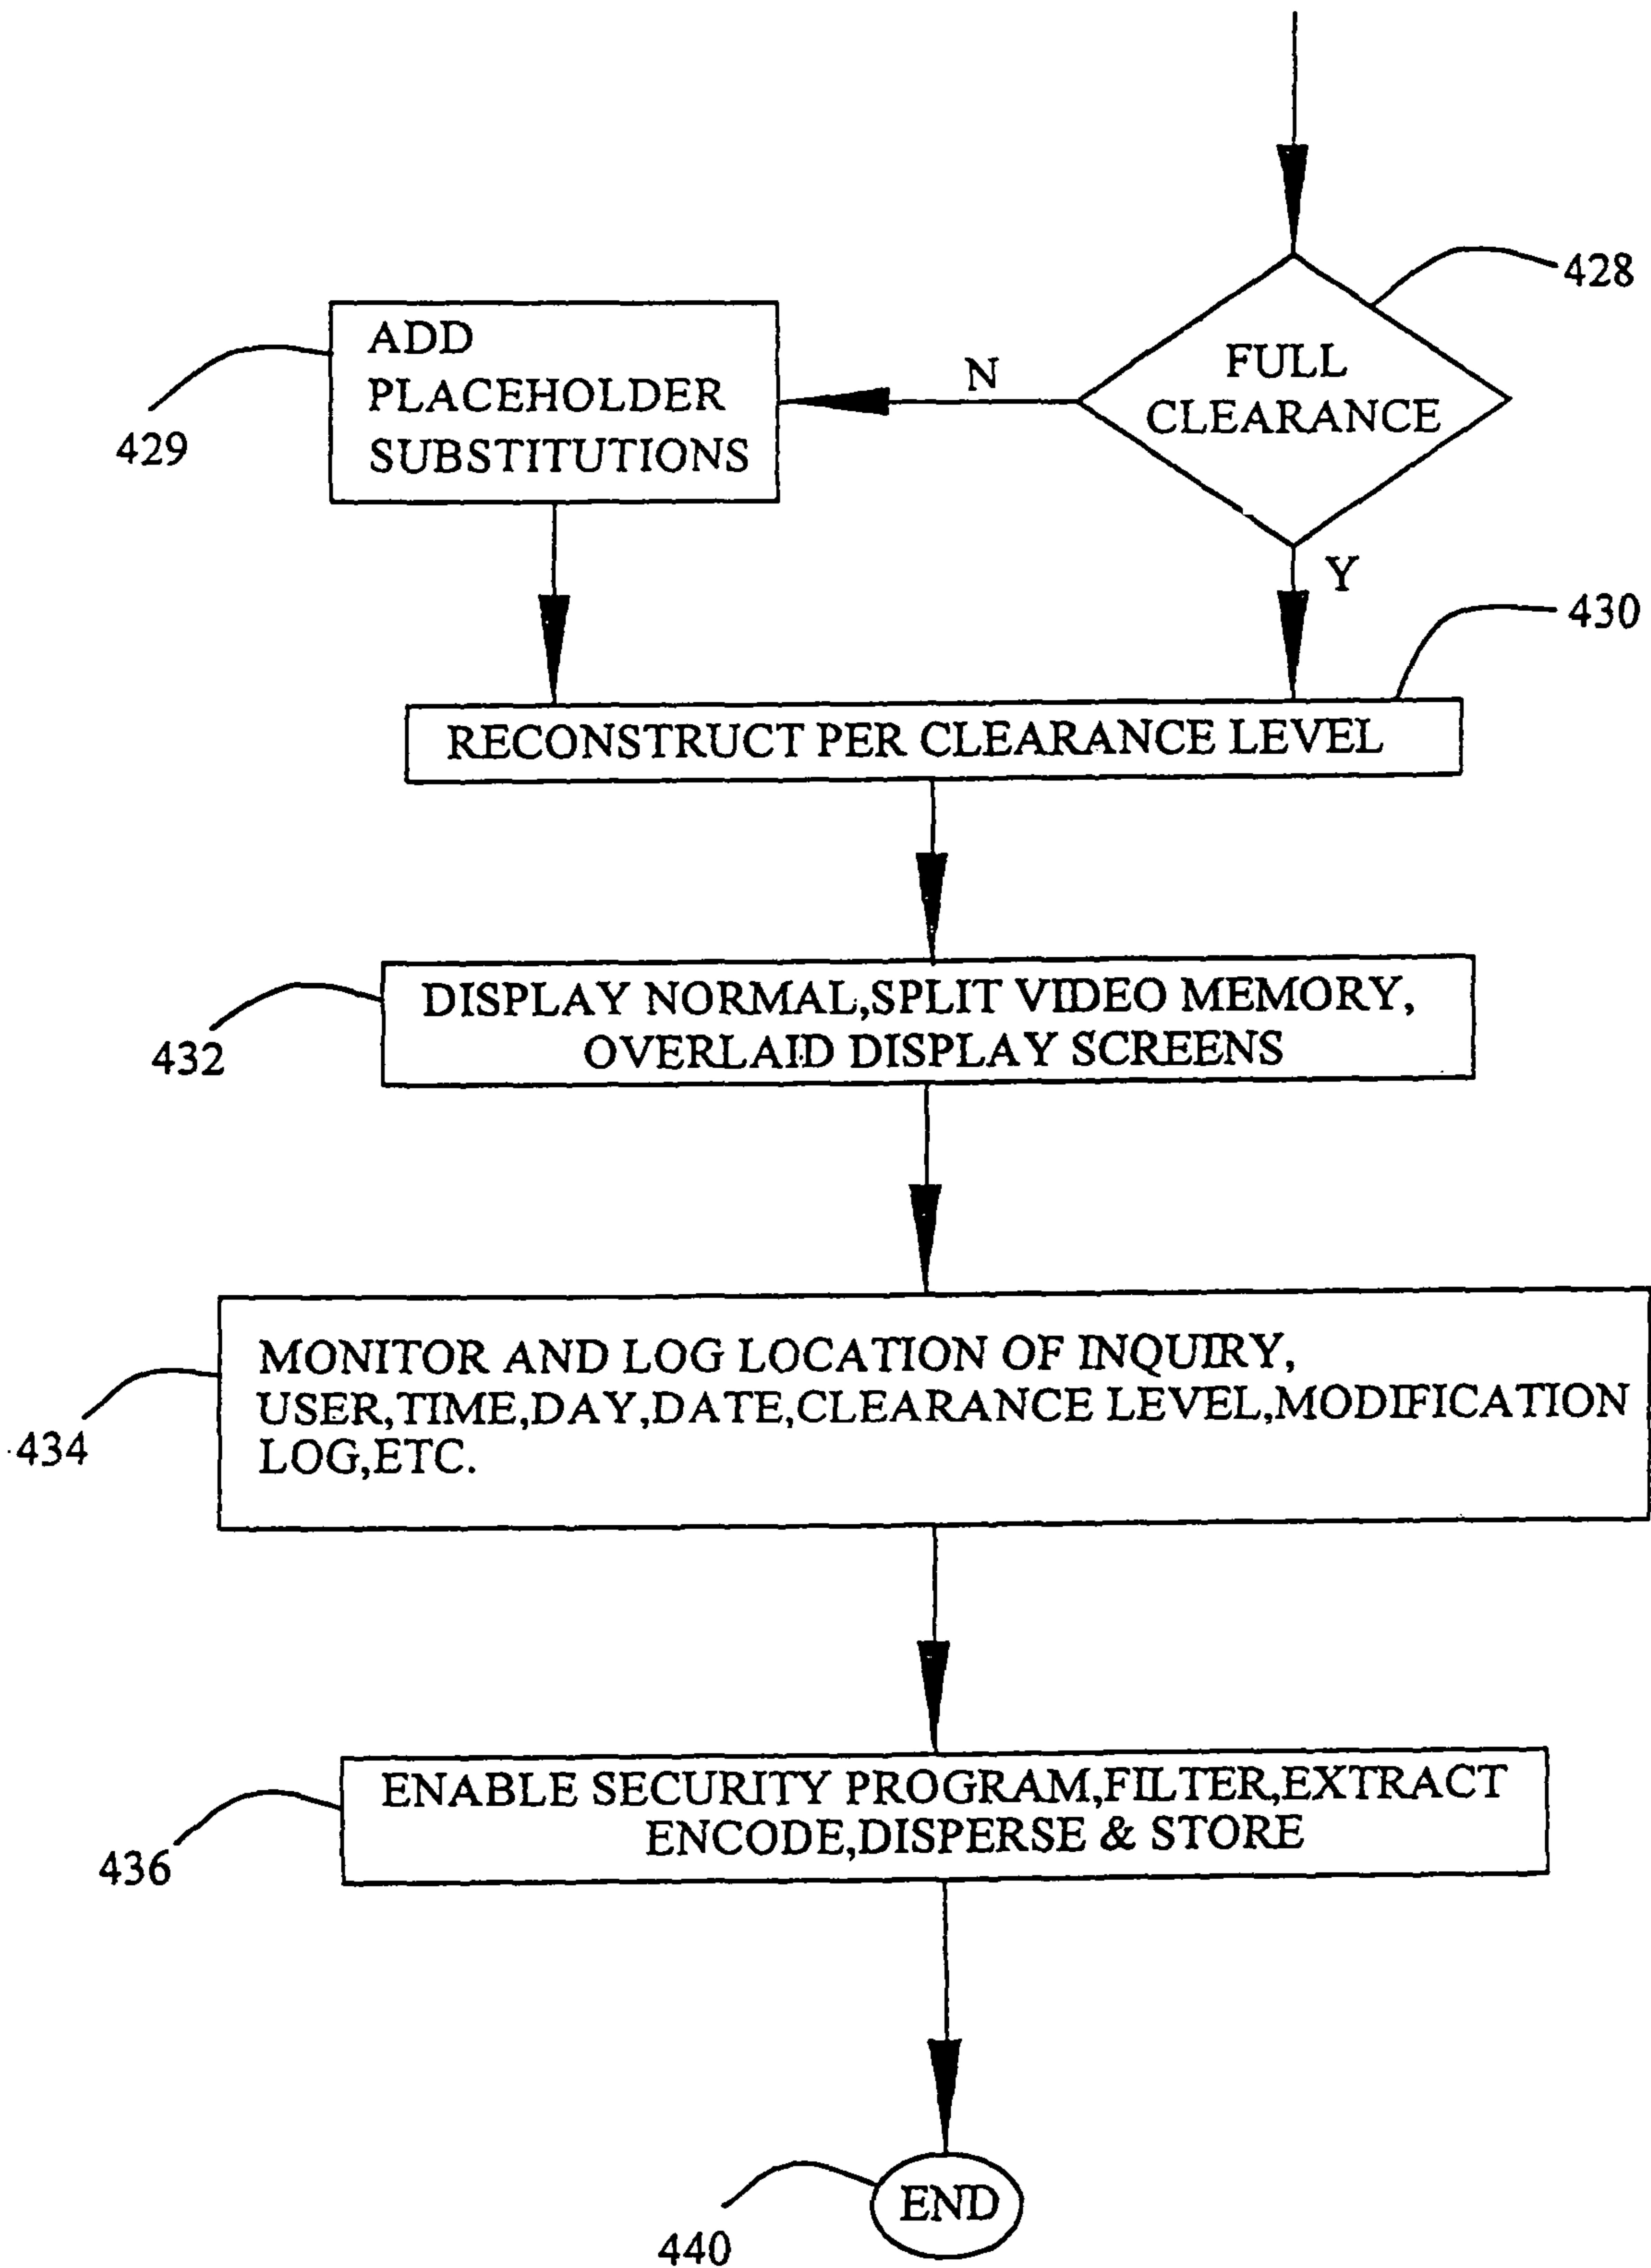 428
FULL
CLEARANCE
N
Y
ADD
PLACEHOLDER
SUBSTITUTIONS
429
430
RECONSTRUCT PER CLEARANCE LEVEL
DISPLAY NORMAL,SPLIT VIDEO MEMORY,
OVERLAID DISPLAY SCREENS
432
MONITOR AND LOG LOCATION OF INQUIRY,
USER,TIME,DAY,DATE,CLEARANCE LEVEL,MODIFICATION
LOG,ETC.
434
ENABLE SECURITY PROGRAM,FILTER,EXTRACT
ENCODE,DISPERSE & STORE
436
END
440